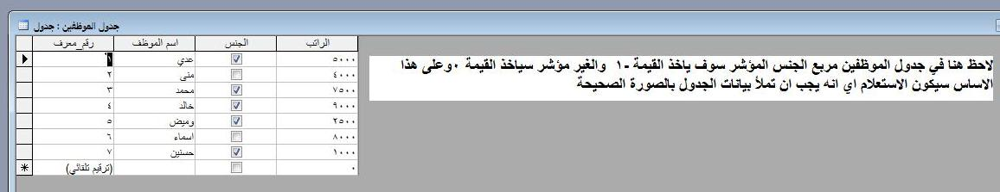 جدول الموظفين : جدول
رقم_معرف اسم الموظف الجنس الراتب
١ عدي ٥٠٠٠
٢ منى ٤٠٠٠
٣ محمد ٧٥٠٠
٤ خالد ٩٠٠٠
٥ وميض ٢٥٠٠
٦ اسماء ٨٠٠٠
٧ حسنين ١٠٠٠
(ترقيم تلقائي) ٠
لاحظ هنا في جدول الموظفين مربع الجنس المؤشر سوف ياخذ القيمة -١ والغير مؤشر سياخذ القيمة ٠وعلى هذا
الاساس سيكون الاستعلام اي انه يجب ان تملأ بيانات الجدول بالصورة الصحيحة